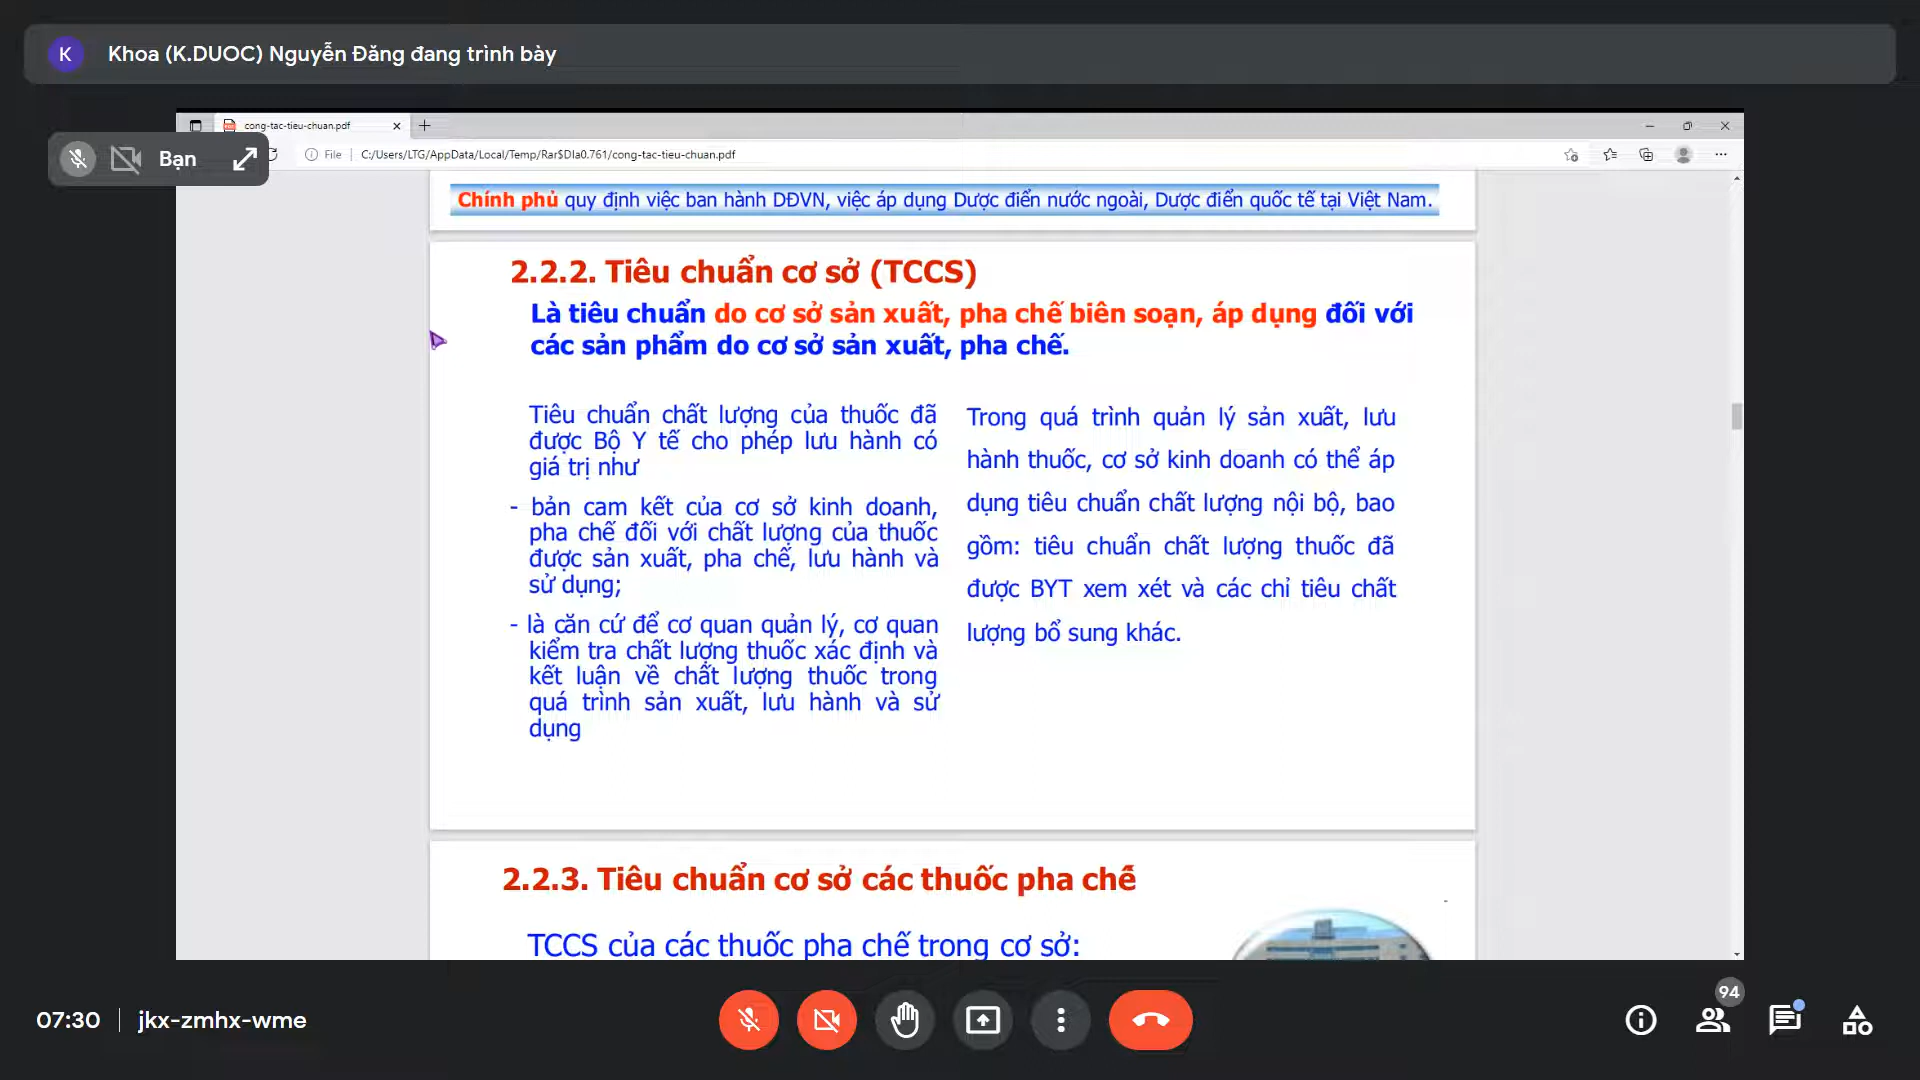 K
Khoa (K.DUOC) Nguyễn Đăng đang trình bày
cong-tac-tieu-chuan.pdf
Bạn
File
C:/Users/LTG/AppData/Local/Temp/Rar$DIa0.761/cong-tac-tieu-chuan.pdf
Chính phủ quy định việc ban hành DĐVN, việc áp dụng Dược điển nước ngoài, Dược điển quốc tế tại Việt Nam.
2.2.2. Tiêu chuẩn cơ sở (TCCS)
Là tiêu chuẩn do cơ sở sản xuất, pha chế biên soạn, áp dụng đối với
các sản phẩm do cơ sở sản xuất, pha chế.
Tiêu chuẩn chất lượng của thuốc đã
được Bộ Y tế cho phép lưu hành có
giá trị như
- bản cam kết của cơ sở kinh doanh,
pha chế đối với chất lượng của thuốc
được sản xuất, pha chế, lưu hành và
sử dụng;
- là căn cứ để cơ quan quản lý, cơ quan
kiểm tra chất lượng thuốc xác định và
kết luận về chất lượng thuốc trong
quá trình sản xuất, lưu hành và sử
dụng
Trong quá trình quản lý sản xuất, lưu
hành thuốc, cơ sở kinh doanh có thể áp
dụng tiêu chuẩn chất lượng nội bộ, bao
gồm: tiêu chuẩn chất lượng thuốc đã
được BYT xem xét và các chỉ tiêu chất
lượng bổ sung khác.
2.2.3. Tiêu chuẩn cơ sở các thuốc pha chế
TCCS của các thuốc pha chế trong cơ sở:
07:30
jkx-zmhx-wme
94